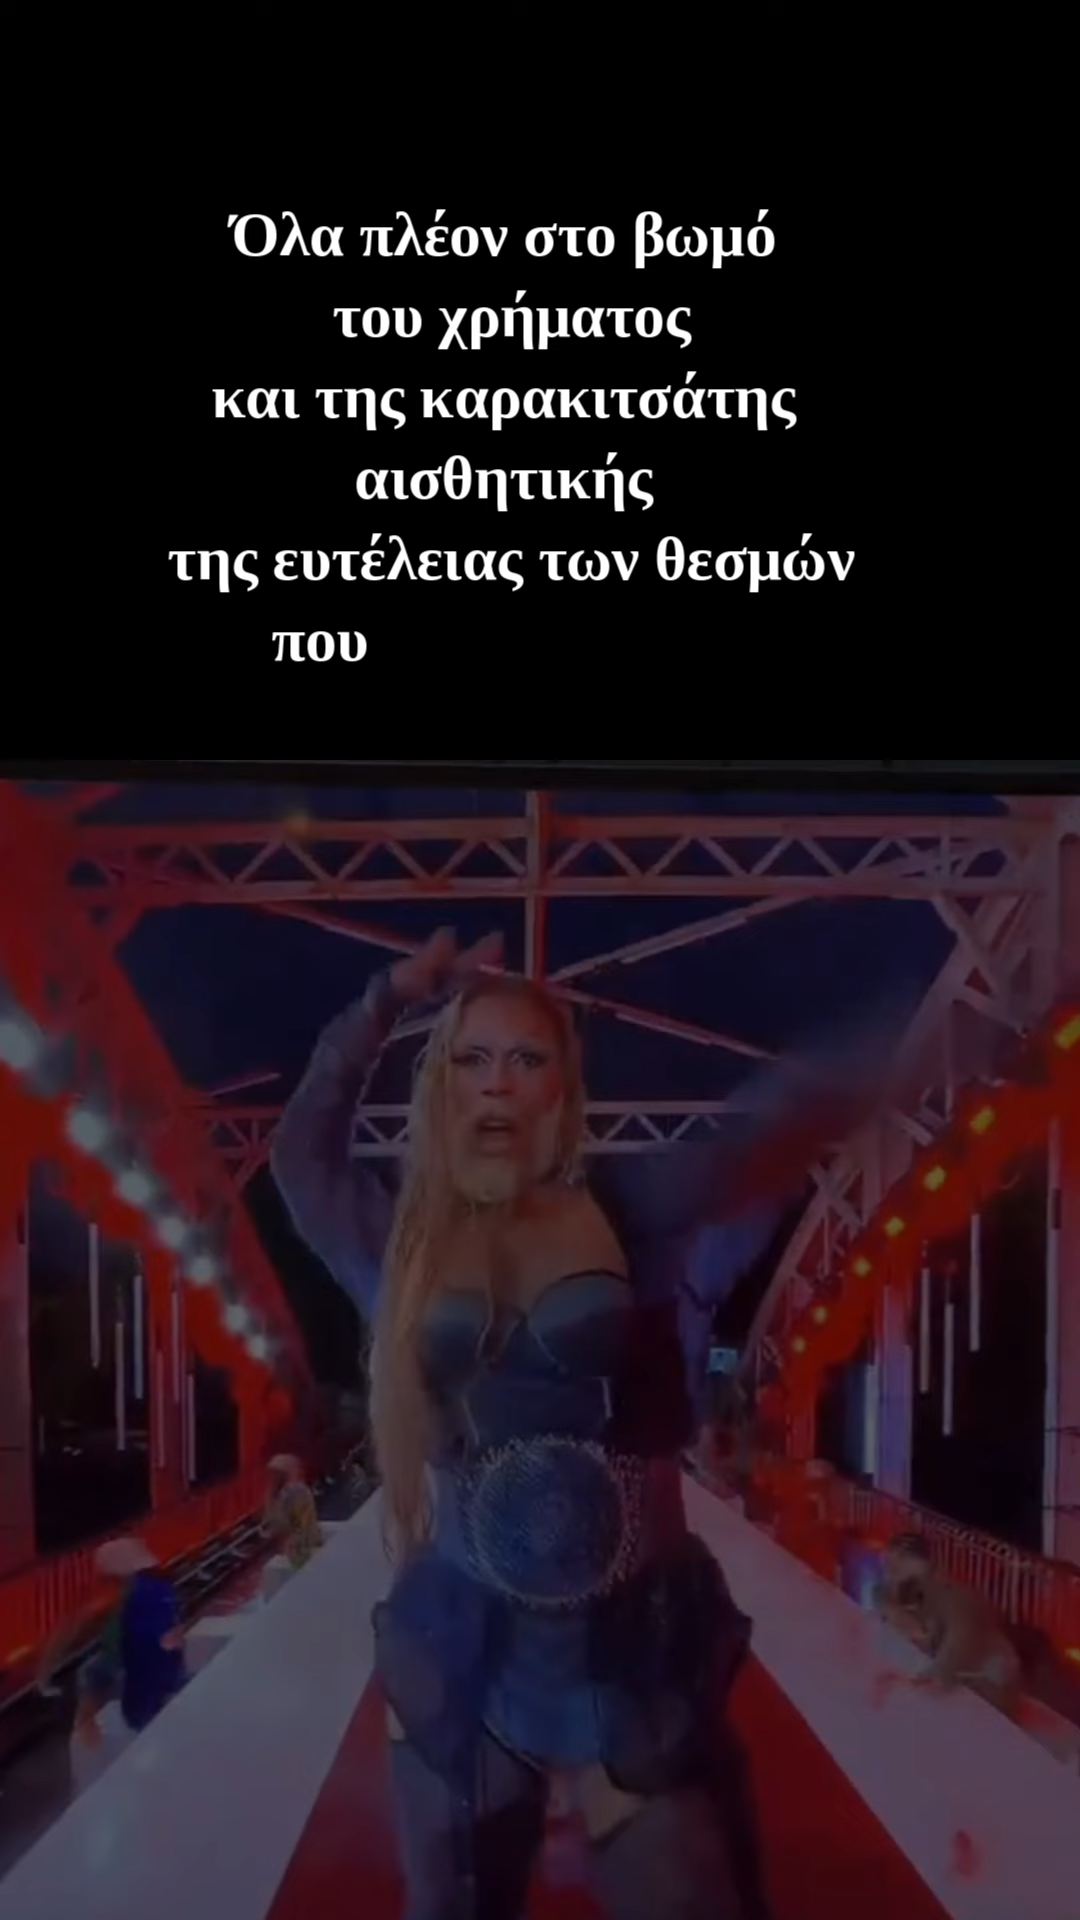 Όλα πλέον στο βωμό
του χρήματος
και της καρακιτσάτης
αισθητικής
της ευτέλειας των θεσμών
που